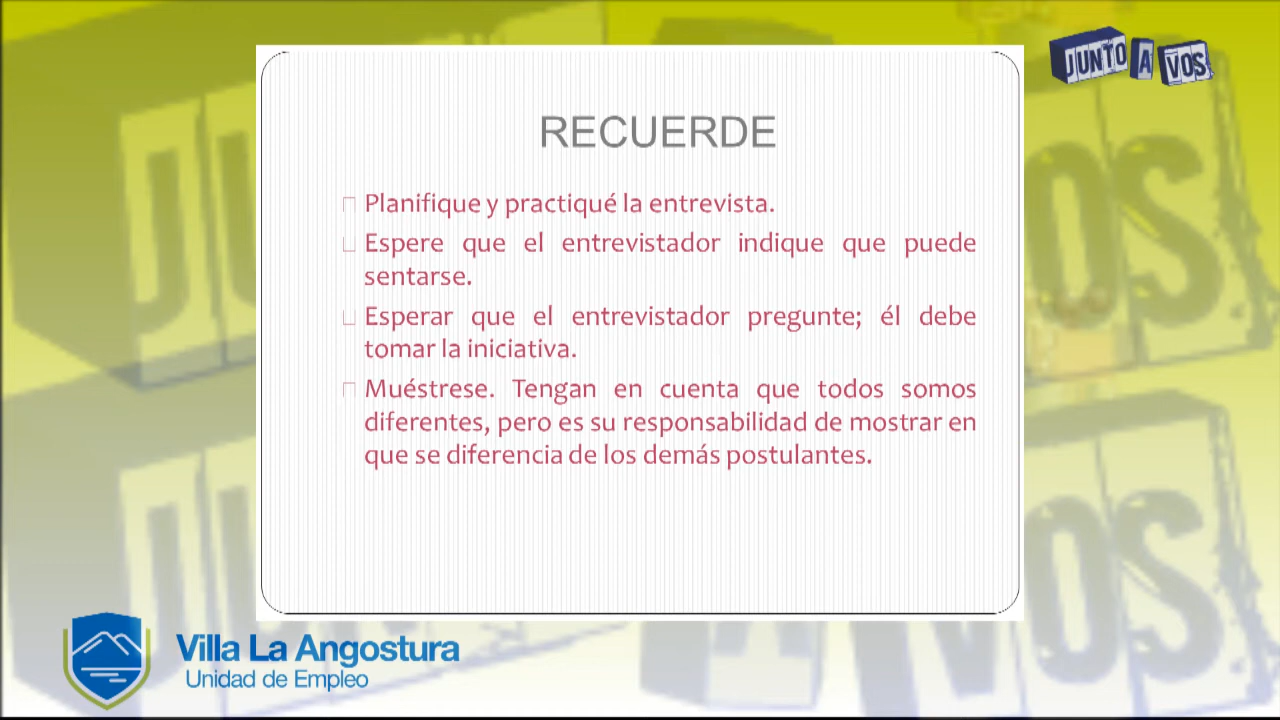 JUNTO A VOS
RECUERDE
Planifique y practiqué la entrevista.
Espere que el entrevistador indique que puede
sentarse.
Esperar que el entrevistador pregunte; él debe
tomar la iniciativa.
Muéstrese. Tengan en cuenta que todos somos
diferentes, pero es su responsabilidad de mostrar en
que se diferencia de los demás postulantes.
Villa La Angostura
Unidad de Empleo